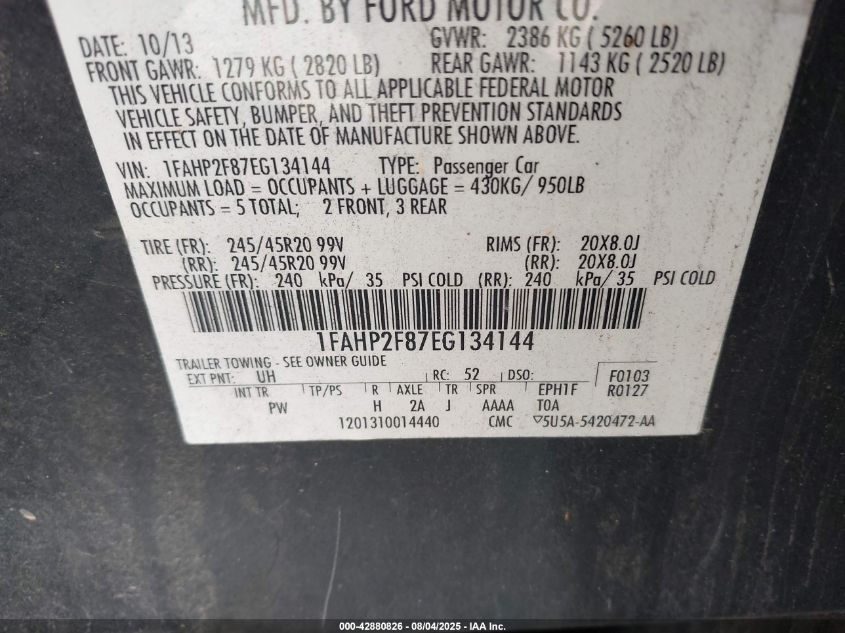 MFD. BY FORD MOTOR CO.
DATE: 10/13 GVWR: 2386 KG ( 5260 LB)
FRONT GAWR: 1279 KG ( 2820 LB) REAR GAWR: 1143 KG ( 2520 LB)
THIS VEHICLE CONFORMS TO ALL APPLICABLE FEDERAL MOTOR
VEHICLE SAFETY, BUMPER, AND THEFT PREVENTION STANDARDS
IN EFFECT ON THE DATE OF MANUFACTURE SHOWN ABOVE.
VIN: 1FAHP2F87EG134144 TYPE: Passenger Car
MAXIMUM LOAD = OCCUPANTS + LUGGAGE = 430KG/ 950LB
OCCUPANTS = 5 TOTAL; 2 FRONT, 3 REAR
TIRE (FR): 245/45R20 99V RIMS (FR): 20X8.0J
(RR): 245/45R20 99V (RR): 20X8.0J
PRESSURE (FR): 240 kPa/ 35 PSI COLD (RR): 240 kPa/ 35 PSI COLD
1FAHP2F87EG134144
TRAILER TOWING - SEE OWNER GUIDE
EXT PNT: UH RC: 52 DSO: F0103
INT TR TP/PS R AXLE TR SPR EPH1F R0127
PW H 2A J AAAA T0A
1201310014440 CMC ▽5U5A-5420472-AA
000-42880826 - 08/04/2025 - IAA Inc.